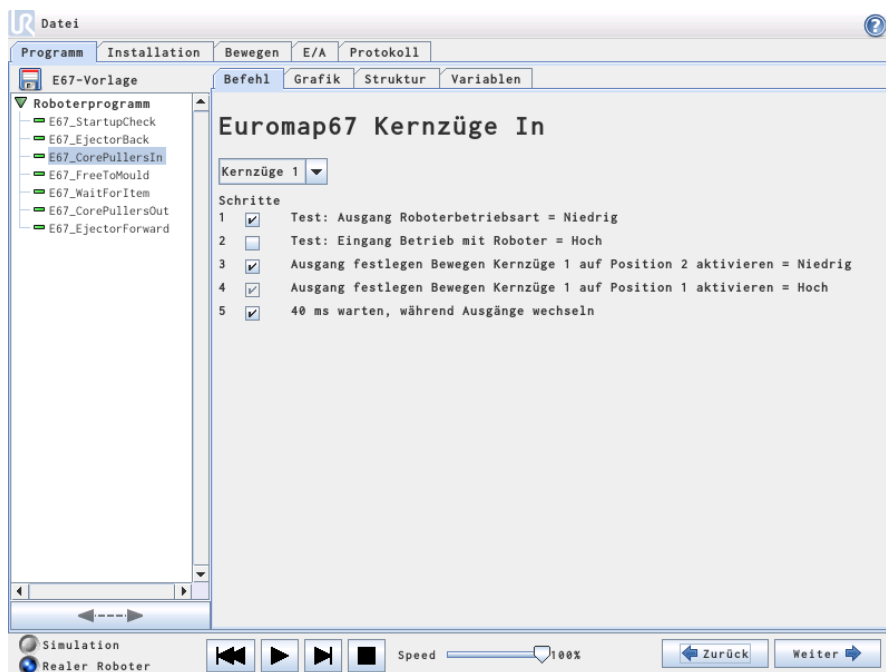 UR Datei
Programm Installation Bewegen E/A Protokoll
E67-Vorlage Befehl Grafik Struktur Variablen
Roboterprogramm
E67_StartupCheck
E67_EjectorBack
E67_CorePullersIn
E67_FreeToMould
E67_WaitForItem
E67_CorePullersOut
E67_EjectorForward
Euromap67 Kernzüge In
Kernzüge 1
Schritte
1 Test: Ausgang Roboterbetriebsart = Niedrig
2 Test: Eingang Betrieb mit Roboter = Hoch
3 Ausgang festlegen Bewegen Kernzüge 1 auf Position 2 aktivieren = Niedrig
4 Ausgang festlegen Bewegen Kernzüge 1 auf Position 1 aktivieren = Hoch
5 40 ms warten, während Ausgänge wechseln
Simulation
Realer Roboter
Speed 100%
Zurück Weiter